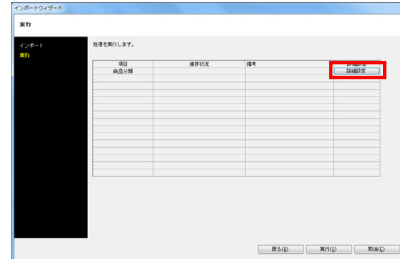 インポートウィザード
実行
インポート
実行
処理を実行します。
項目 進捗状況 備考 詳細設定
商品分類 詳細設定
戻る(B) 実行(G) 取消(C)